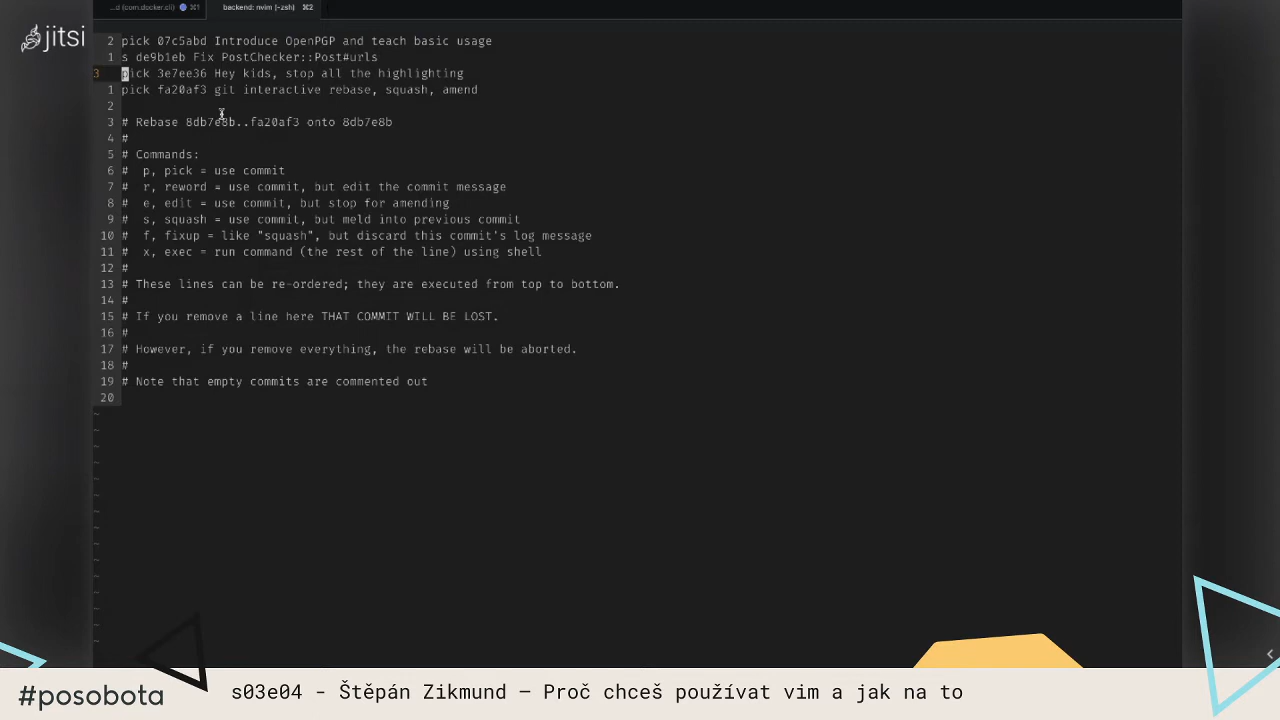 ...d (com.docker.cli) ⌘1
backend: nvim (-zsh) ⌘2
jitsi
2 pick 07c5abd Introduce OpenPGP and teach basic usage
1 s de9b1eb Fix PostChecker::Post#urls
3 pick 3e7ee36 Hey kids, stop all the highlighting
1 pick fa20af3 git interactive rebase, squash, amend
2
3 # Rebase 8db7e8b..fa20af3 onto 8db7e8b
4 #
5 # Commands:
6 # p, pick = use commit
7 # r, reword = use commit, but edit the commit message
8 # e, edit = use commit, but stop for amending
9 # s, squash = use commit, but meld into previous commit
10 # f, fixup = like "squash", but discard this commit's log message
11 # x, exec = run command (the rest of the line) using shell
12 #
13 # These lines can be re-ordered; they are executed from top to bottom.
14 #
15 # If you remove a line here THAT COMMIT WILL BE LOST.
16 #
17 # However, if you remove everything, the rebase will be aborted.
18 #
19 # Note that empty commits are commented out
20
#posobota
s03e04 - Štěpán Zikmund – Proč chceš používat vim a jak na to